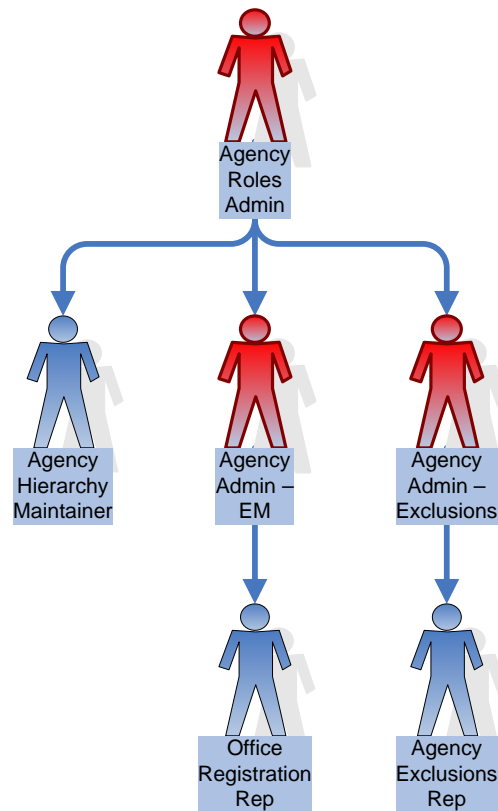 Agency
Roles
Admin
Agency
Hierarchy
Maintainer
Agency
Admin –
EM
Agency
Admin –
Exclusions
Office
Registration
Rep
Agency
Exclusions
Rep